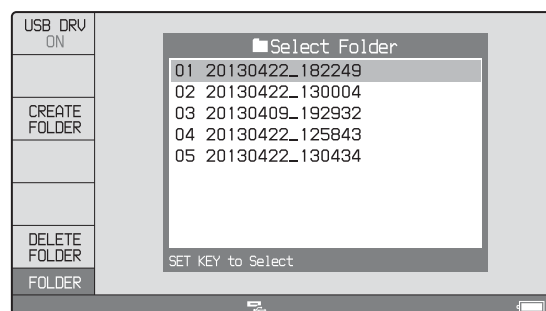 USB DRV
ON
CREATE
FOLDER
DELETE
FOLDER
FOLDER
Select Folder
01 20130422_182249
02 20130422_130004
03 20130409_192932
04 20130422_125843
05 20130422_130434
SET KEY to Select